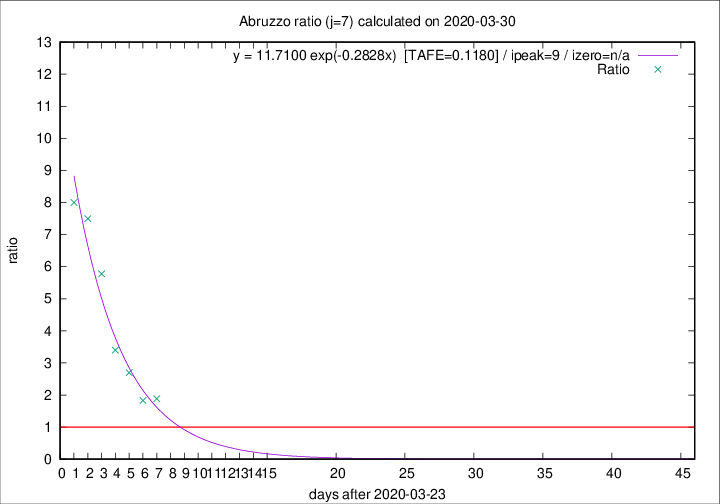 Abruzzo ratio (j=7) calculated on 2020-03-30
y = 11.7100 exp(-0.2828x) [TAFE=0.1180] / ipeak=9 / izero=n/a
Ratio
13
12
11
10
9
8
7
6
5
4
3
2
1
0
ratio
0 1 2 3 4 5 6 7 8 9 10 11 12 13 14 15 20 25 30 35 40 45
days after 2020-03-23